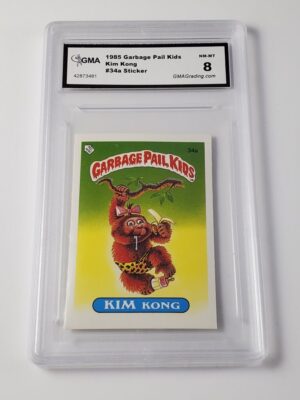 GMA
1985 Garbage Pail Kids
Kim Kong
#34a Sticker
42873461
NM-MT
8
GMAGrading.com
34a
GARBAGE PAIL KIDS
KIM KONG